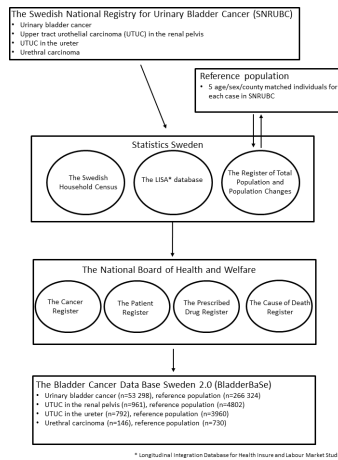 The Swedish National Registry for Urinary Bladder Cancer (SNRUBC)
• Urinary bladder cancer
• Upper tract urothelial carcinoma (UTUC) in the renal pelvis
• UTUC in the ureter
• Urethral carcinoma
Reference population
• 5 age/sex/county matched individuals for
each case in SNRUBC
Statistics Sweden
The Swedish
Household Census
The LISA* database
The Register of Total
Population and
Population Changes
The National Board of Health and Welfare
The Cancer
Register
The Patient
Register
The Prescribed
Drug Register
The Cause of Death
Register
The Bladder Cancer Data Base Sweden 2.0 (BladderBaSe)
• Urinary bladder cancer (n=53 298), reference population (n=266 324)
• UTUC in the renal pelvis (n=961), reference population (n=4802)
• UTUC in the ureter (n=792), reference population (n=3960)
• Urethral carcinoma (n=146), reference population (n=730)
* Longitudinal Integration Database for Health Insure and Labour Market Stud